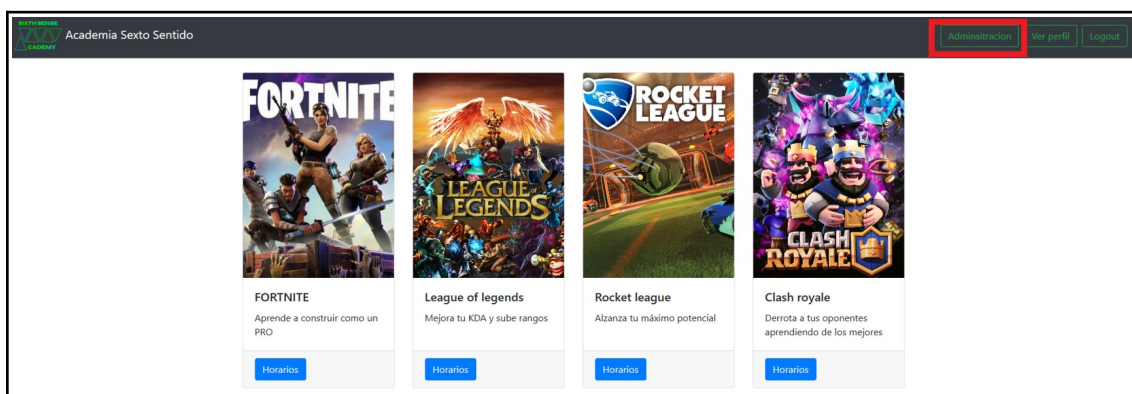 SIXTH SENSE
CADEMY
Academia Sexto Sentido
Adminsitracion
Ver perfil
Logout
FORTNITE
LEAGUE OF
LEGENDS
ROCKET
LEAGUE
CLASH
ROYALE
FORTNITE
Aprende a construir como un
PRO
Horarios
League of legends
Mejora tu KDA y sube rangos
Horarios
Rocket league
Alzanza tu máximo potencial
Horarios
Clash royale
Derrota a tus oponentes
aprendiendo de los mejores
Horarios